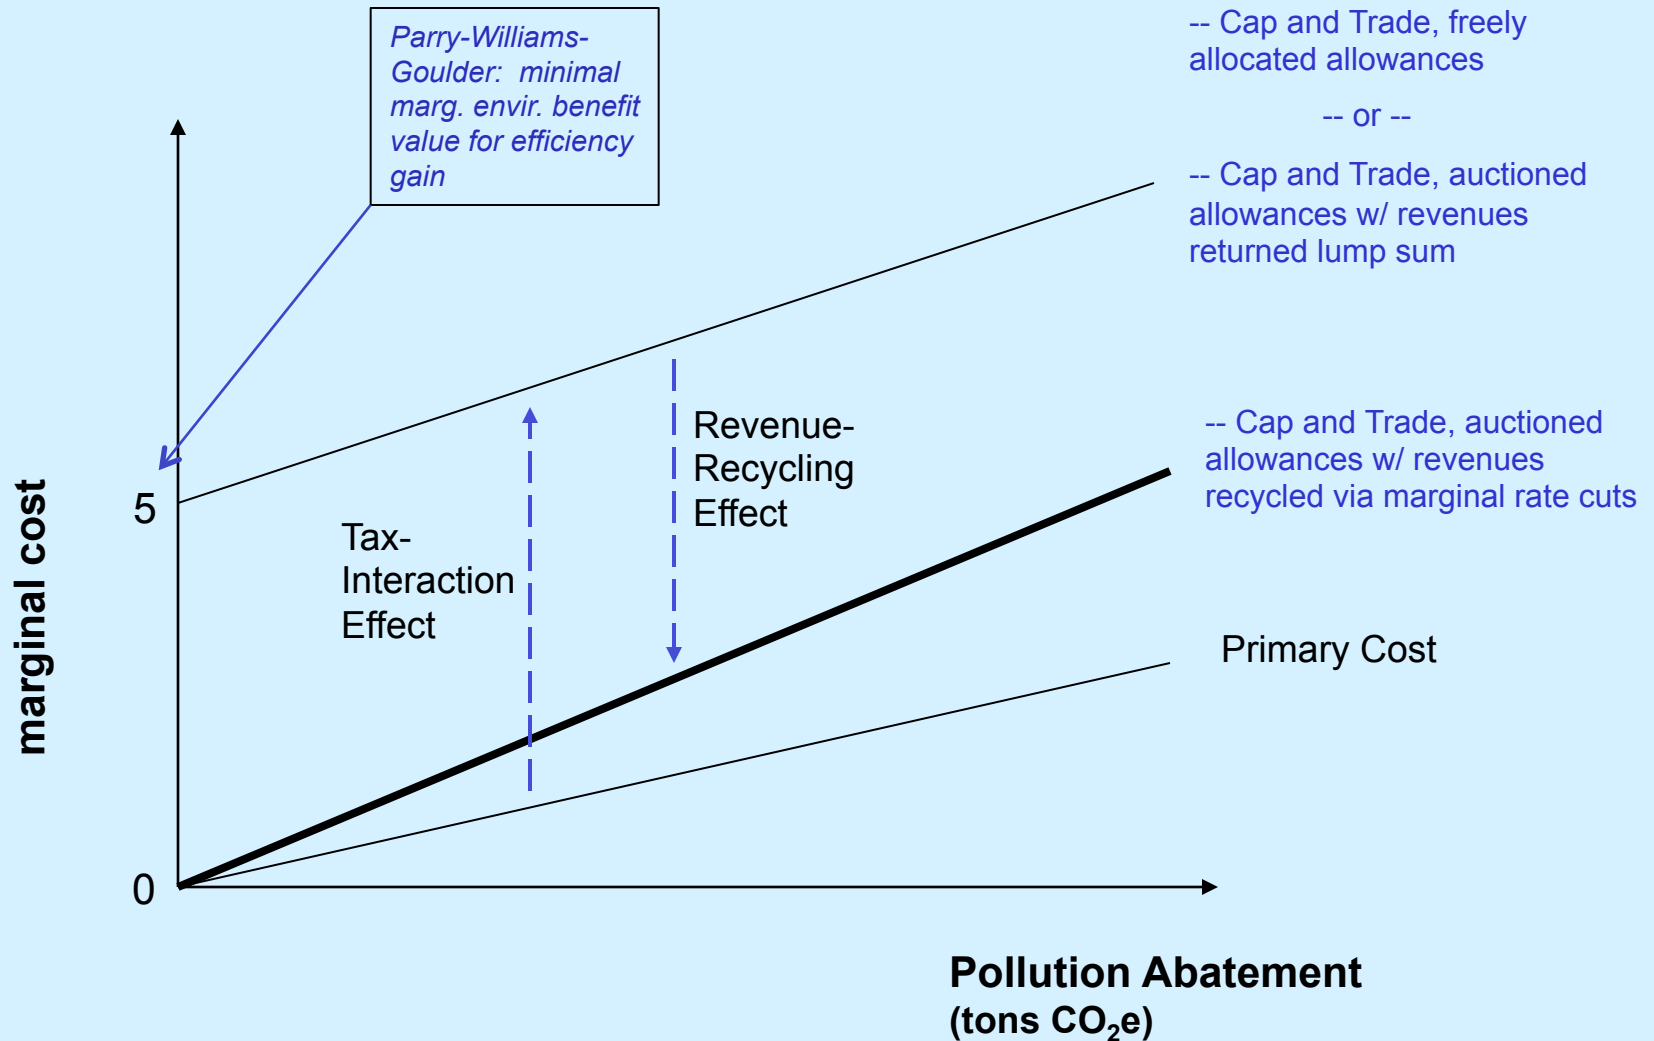 Parry-Williams-
Goulder:  minimal
marg. envir. benefit
value for efficiency
gain
-- Cap and Trade, freely
allocated allowances
-- or --
-- Cap and Trade, auctioned
allowances w/ revenues
returned lump sum
-- Cap and Trade, auctioned
allowances w/ revenues
recycled via marginal rate cuts
Revenue-
Recycling
Effect
Tax-
Interaction
Effect
Primary Cost
marginal cost
5
0
Pollution Abatement
(tons CO₂e)